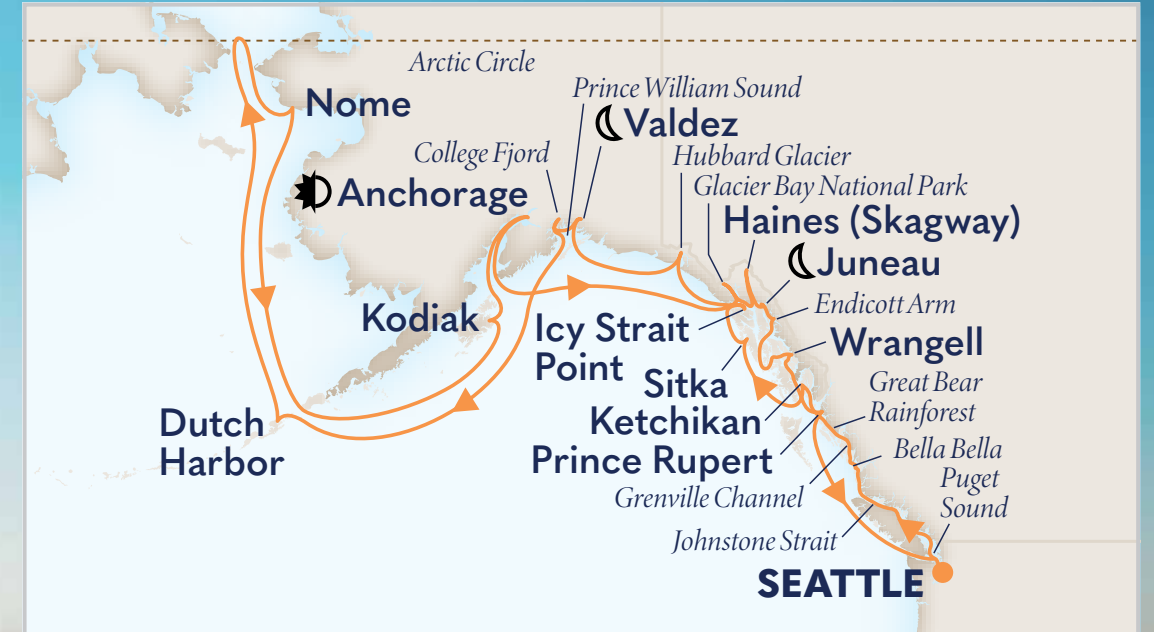 Arctic Circle
Prince William Sound
Nome
Valdez
College Fjord
Hubbard Glacier
Anchorage
Glacier Bay National Park
Haines (Skagway)
Juneau
Endicott Arm
Kodiak
Icy Strait
Point
Wrangell
Sitka
Great Bear
Rainforest
Ketchikan
Dutch
Harbor
Prince Rupert
Bella Bella
Puget
Sound
Grenville Channel
Johnstone Strait
SEATTLE